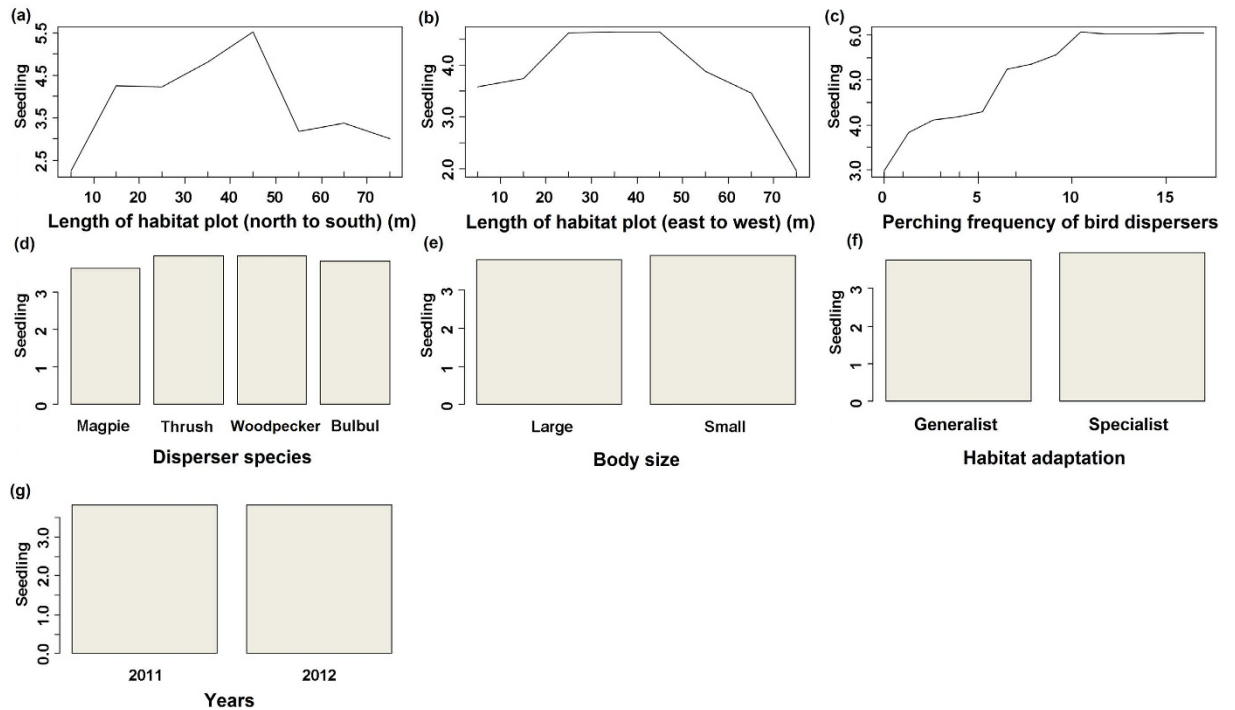 (a)
5.5
4.5
3.5
2.5
Seedling
10 20 30 40 50 60 70
Length of habitat plot (north to south) (m)
(b)
4.0
3.0
2.0
Seedling
10 20 30 40 50 60 70
Length of habitat plot (east to west) (m)
(c)
6.0
5.0
4.0
3.0
Seedling
0 5 10 15
Perching frequency of bird dispersers
(d)
3
2
1
0
Seedling
Magpie Thrush Woodpecker Bulbul
Disperser species
(e)
3
2
1
0
Seedling
Large Small
Body size
(f)
3
2
1
0
Seedling
Generalist Specialist
Habitat adaptation
(g)
3.0
2.0
1.0
0.0
Seedling
2011 2012
Years